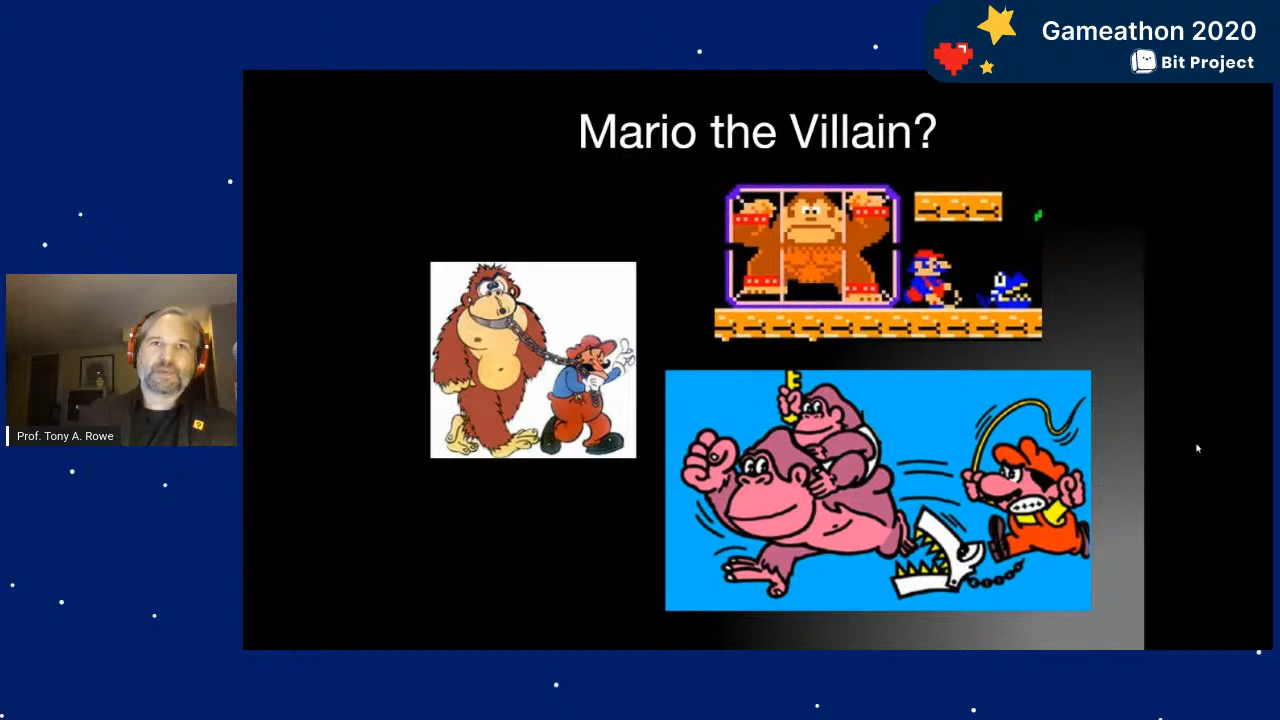 Gameathon 2020
Bit Project
Mario the Villain?
Prof. Tony A. Rowe